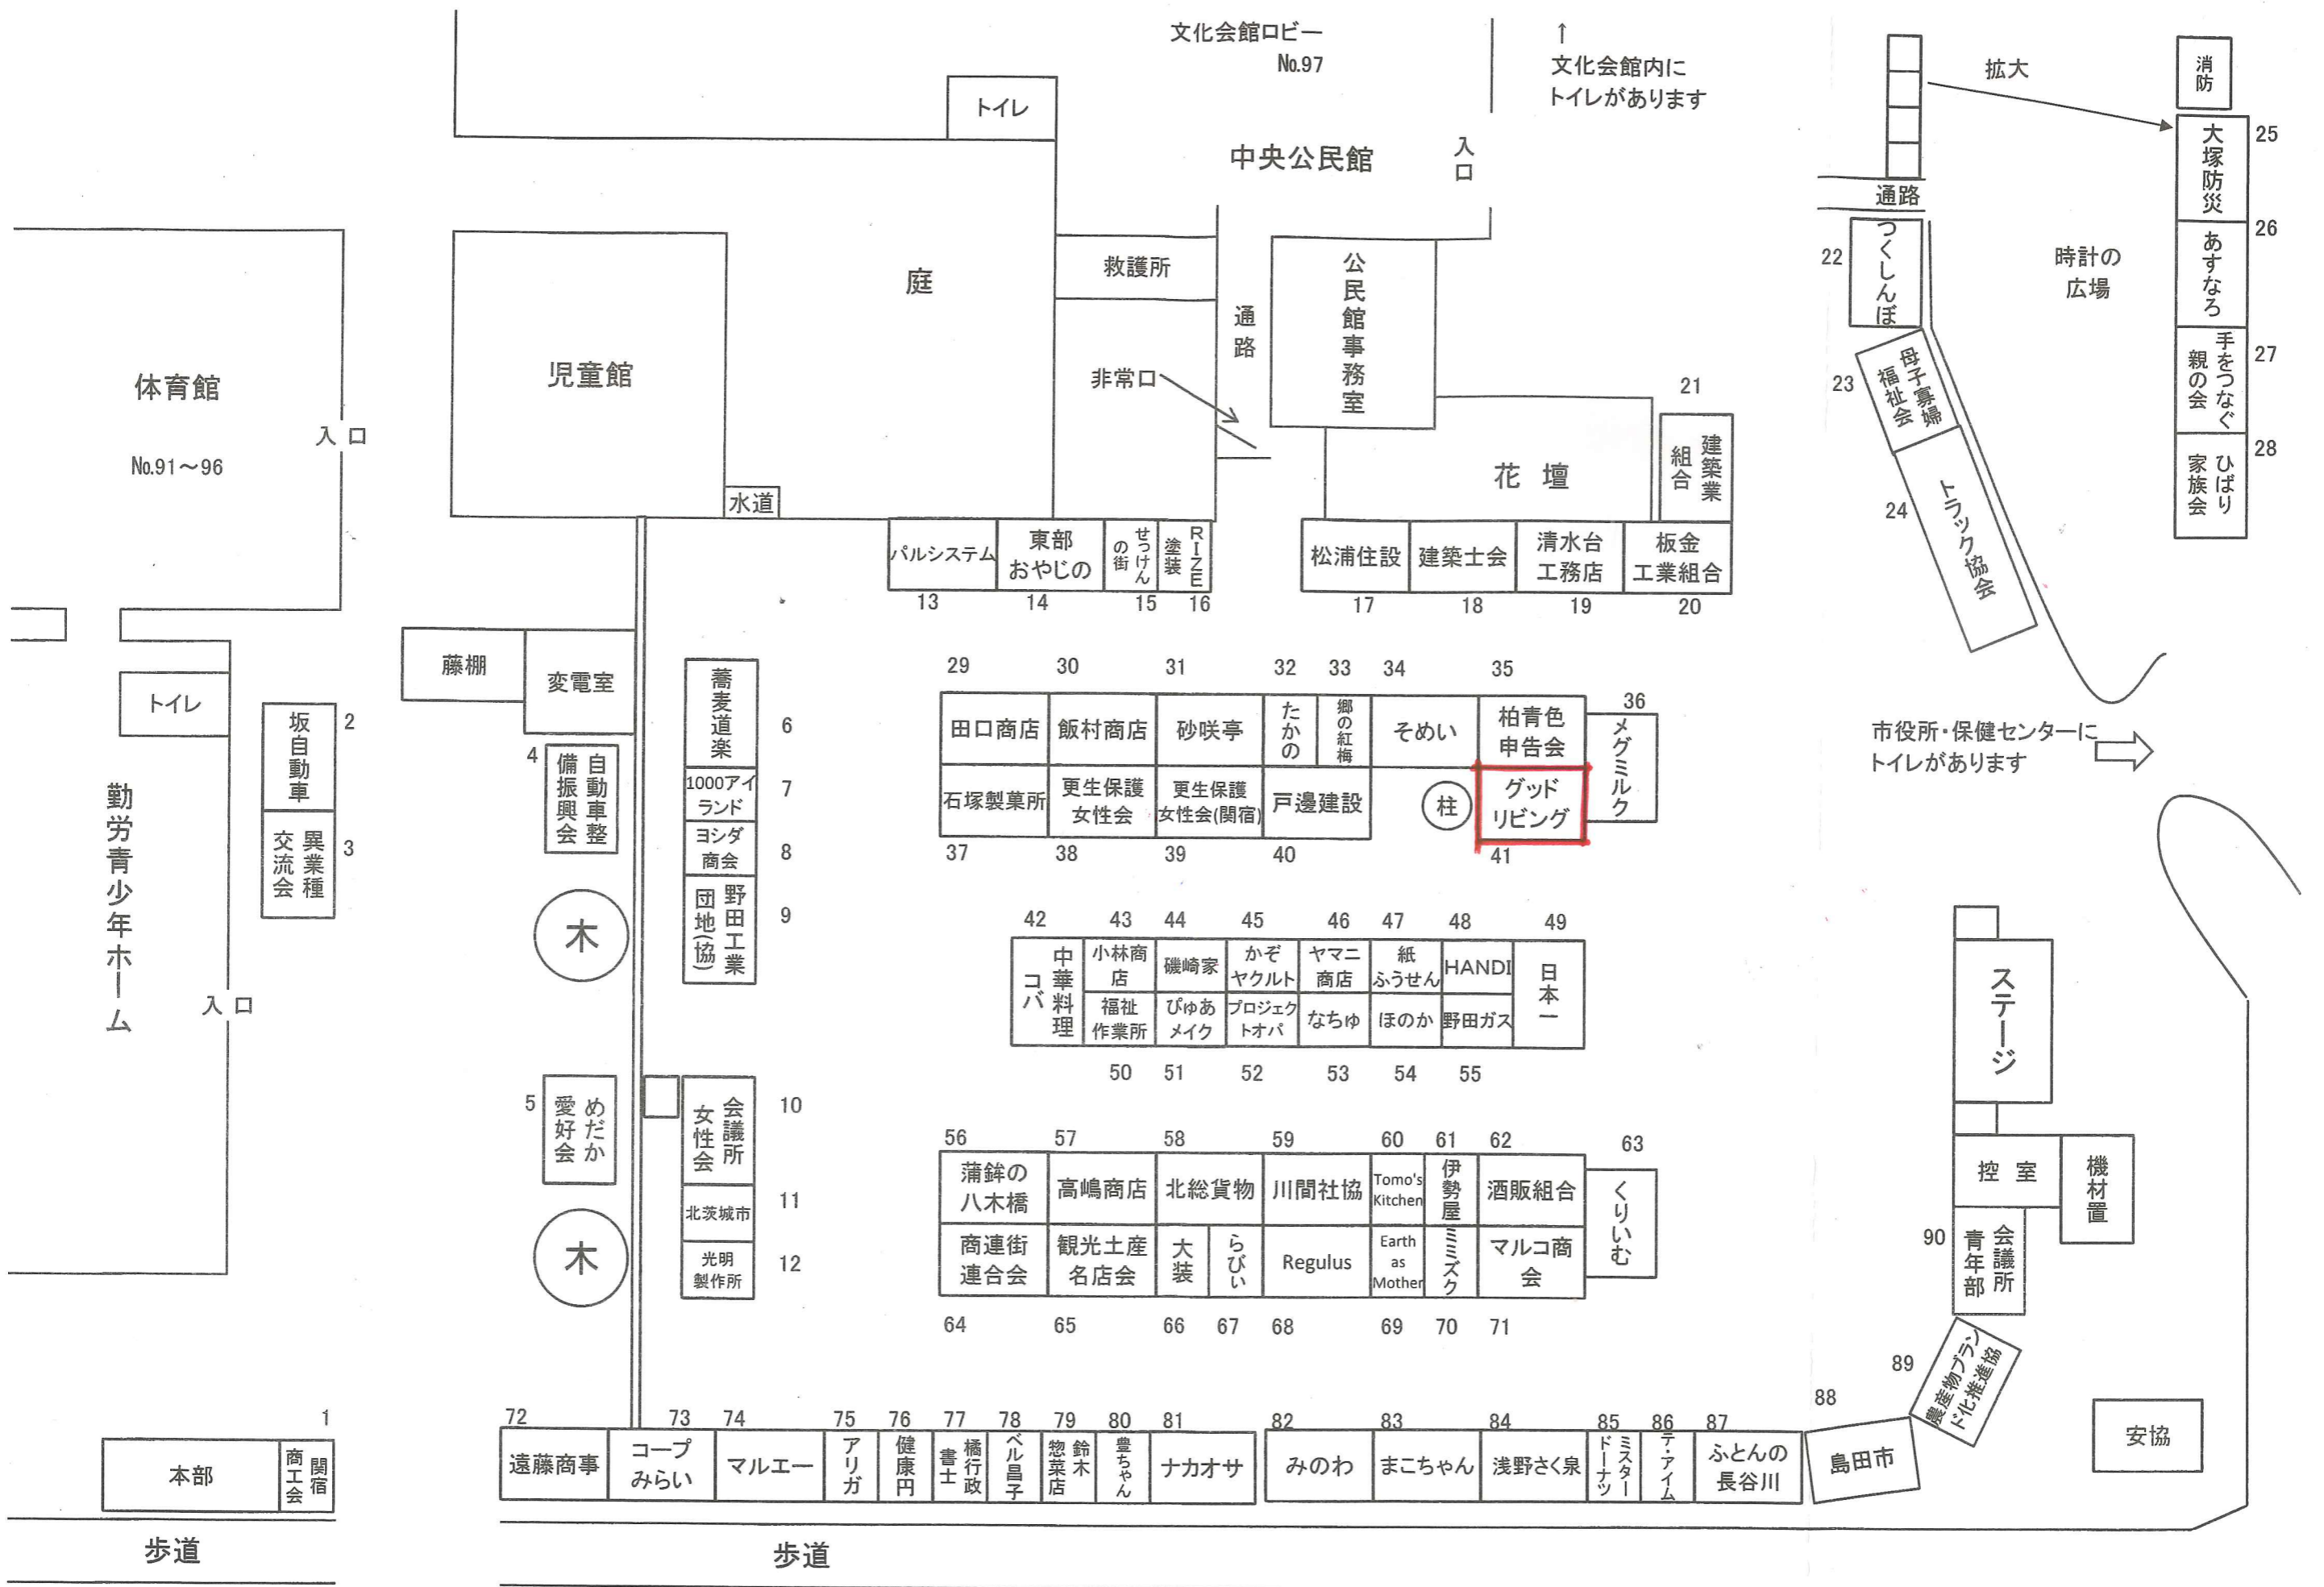 文化会館ロビー
№97
↑
文化会館内に
トイレがあります
トイレ
中央公民館
入口
拡大
消防
大塚防災
25
あすなろ
26
手をつなぐ
親の会
27
ひばり
家族会
28
通路
時計の
広場
つくしんぼ
22
母子寡婦
福祉会
23
トラック協会
24
体育館
入口
№91～96
児童館
庭
救護所
通路
非常口
公民館事務室
花壇
21
建築業
組合
水道
パルシステム
13
東部
おやじの
14
せっけん
の街
15
RIZE
塗装
16
松浦住設
17
建築士会
18
清水台
工務店
19
板金
工業組合
20
藤棚
変電室
トイレ
勤労青少年ホーム
入口
坂自動車
2
異業種
交流会
3
4
自動車整
備振興会
木
5
めだか
愛好会
木
蕎麦道楽
6
1000アイ
ランド
7
ヨシダ
商会
8
野田工業
団地(協)
9
会議所
女性会
10
北茨城市
11
光明
製作所
12
29
30
31
32
33
34
35
36
田口商店
飯村商店
砂咲亭
たかの
郷の紅梅
そめい
柏青色
申告会
メグミルク
石塚製菓所
更生保護
女性会
更生保護
女性会(関宿)
戸邊建設
柱
グッド
リビング
37
38
39
40
41
市役所・保健センターに
トイレがあります
42
43
44
45
46
47
48
49
中華料理
コバ
小林商
店
磯崎家
かぞ
ヤクルト
ヤマニ
商店
紙
ふうせん
HANDI
日本一
福祉
作業所
ぴゅあ
メイク
プロジェク
トオパ
なちゅ
ほのか
野田ガス
50
51
52
53
54
55
56
57
58
59
60
61
62
63
蒲鉾の
八木橋
高嶋商店
北総貨物
川間社協
Tomo's
Kitchen
伊勢屋
酒販組合
くりいむ
商連街
連合会
観光土産
名店会
大装
らびい
Regulus
Earth
as
Mother
ミミズク
マルコ商
会
64
65
66
67
68
69
70
71
ステージ
控室
機材置
90
会議所
青年部
89
農産物ブラン
ド化推進協
88
島田市
安協
1
本部
関宿
商工会
72
73
74
75
76
77
78
79
80
81
82
83
84
85
86
87
遠藤商事
コープ
みらい
マルエー
アリガ
健康円
橘行政
書士
ベル昌子
鈴木
惣菜店
豊ちゃん
ナカオサ
みのわ
まこちゃん
浅野さく泉
ミスター
ドーナツ
テ・アイム
ふとんの
長谷川
歩道
歩道